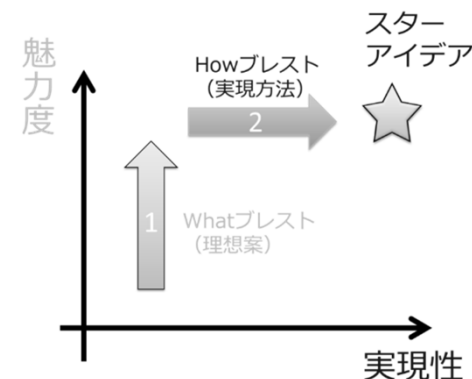 スター
アイデア
魅力度
Howブレスト
（実現方法）
2
1
Whatブレスト
（理想案）
実現性